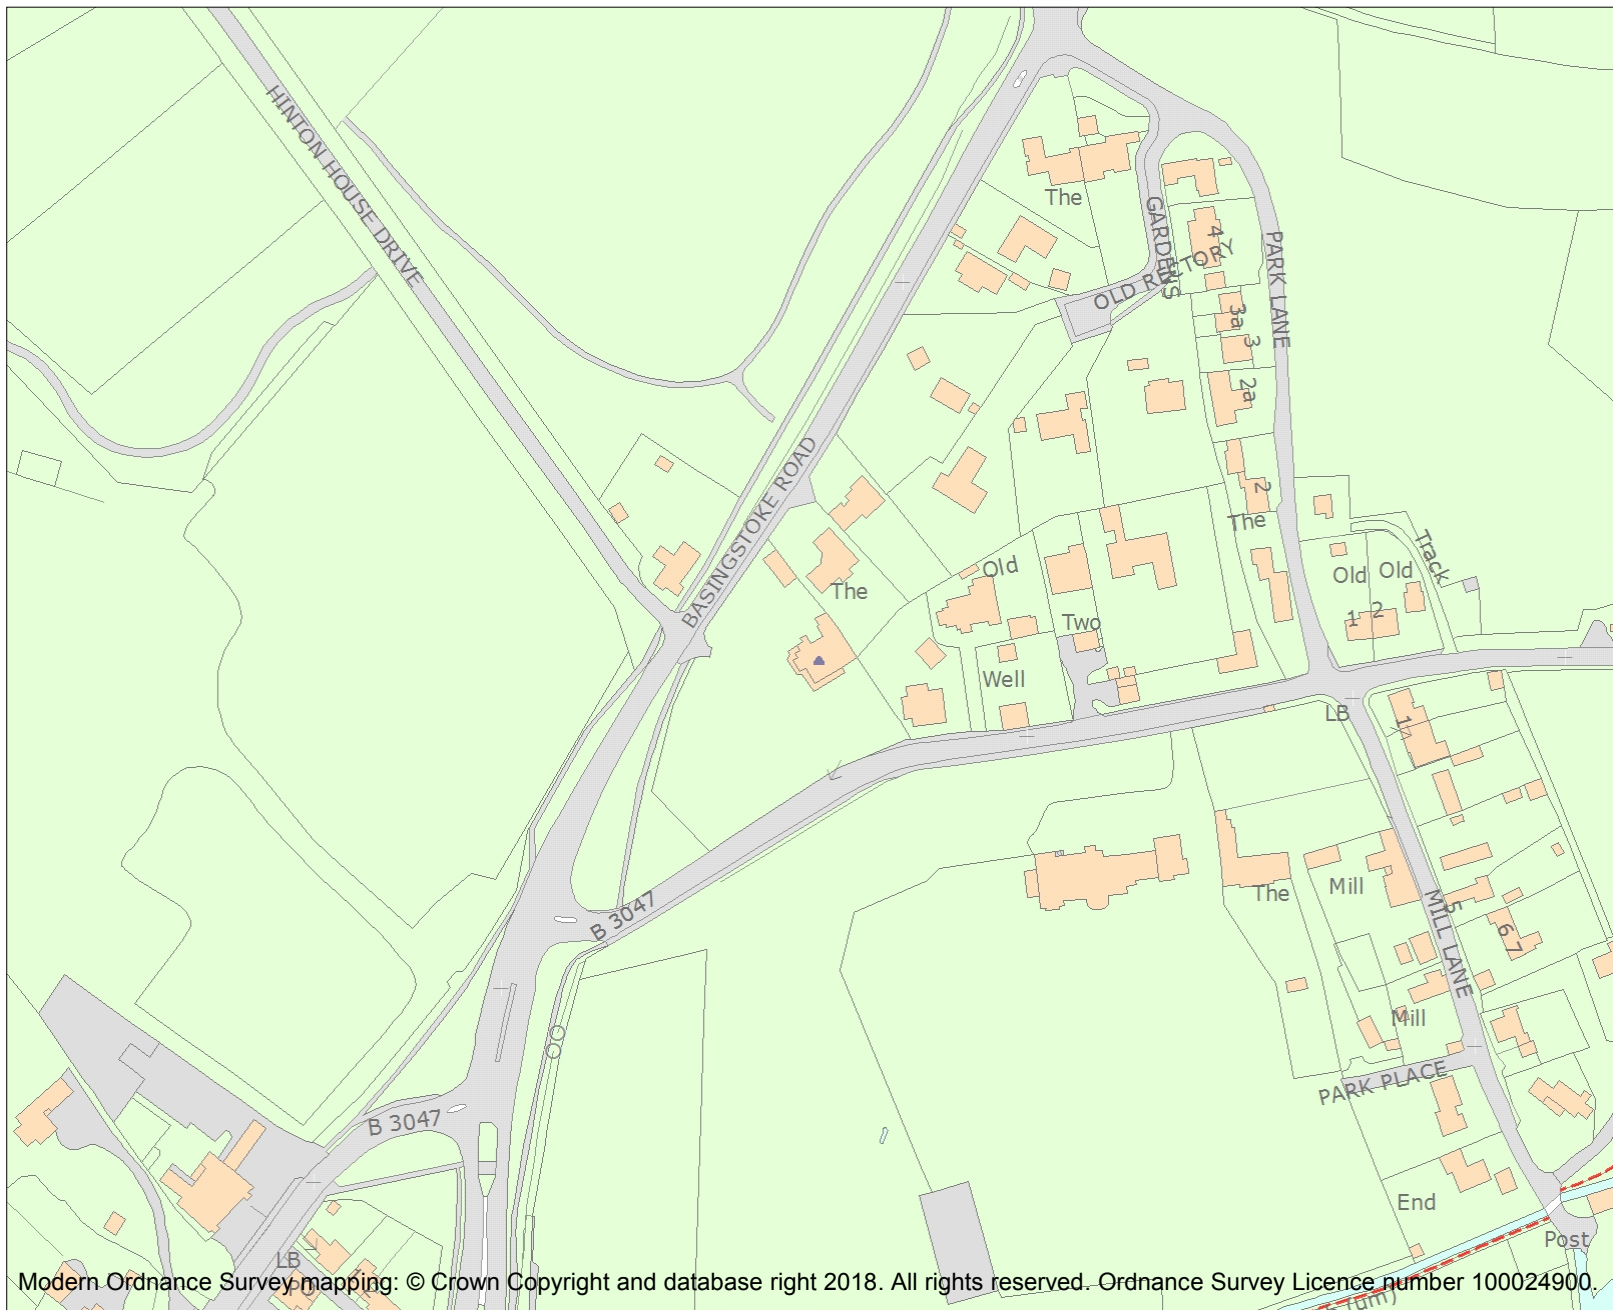 HINTON HOUSE DRIVE
The
GARDENS
4
OLD RECTORY
PARK LANE
3a
3
2a
BASINGSTOKE ROAD
2
The
Track
Old
Old
Old
The
1
2
Two
Well
LB
1
B 3047
The
Mill
5
MILL LANE
6
7
Mill
PARK PLACE
B 3047
End
Post
LB
PO
Modern Ordnance Survey mapping: © Crown Copyright and database right 2018. All rights reserved. Ordnance Survey Licence number 100024900.
(um)